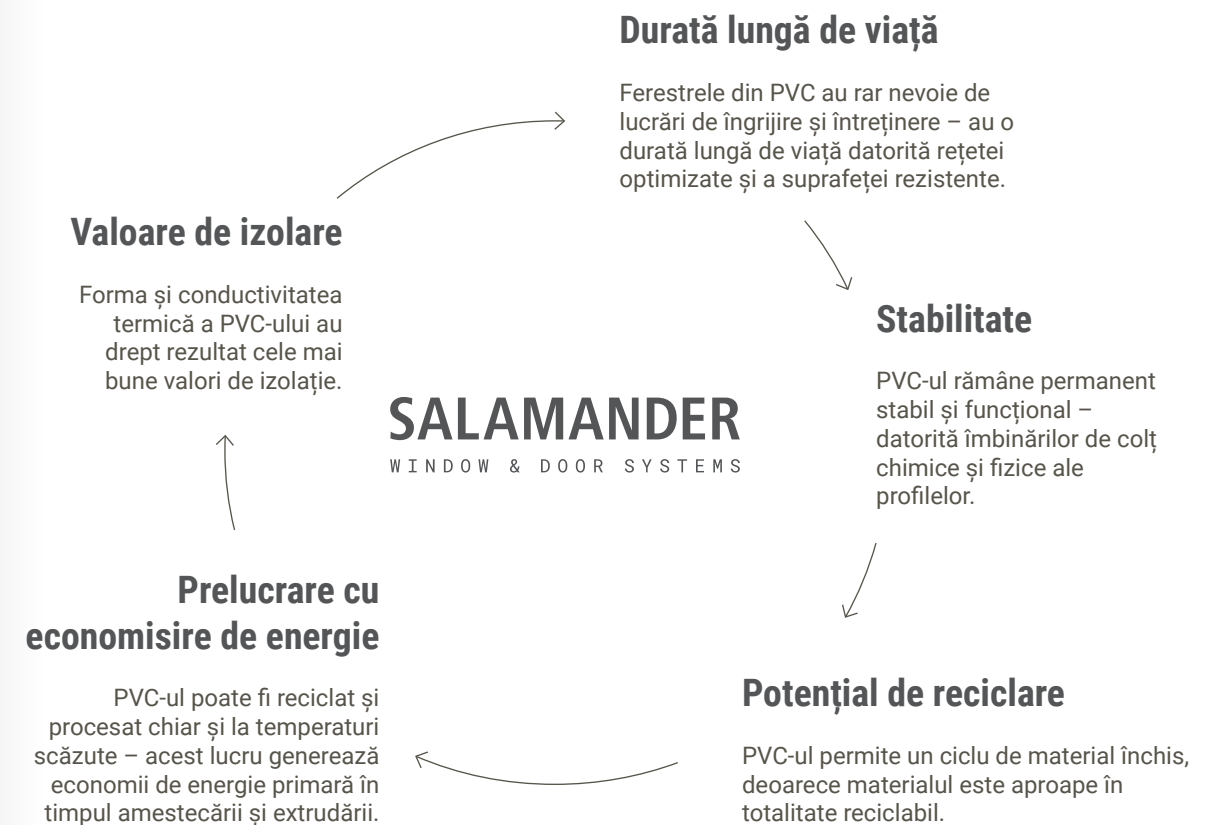 Durată lungă de viață
Ferestrele din PVC au rar nevoie de
lucrări de îngrijire și întreținere – au o
durată lungă de viață datorită rețetei
optimizate și a suprafeței rezistente.
Valoare de izolare
Forma și conductivitatea
termică a PVC-ului au
drept rezultat cele mai
bune valori de izolație.
Stabilitate
PVC-ul rămâne permanent
stabil și funcțional –
datorită îmbinărilor de colț
chimice și fizice ale
profilelor.
SALAMANDER
WINDOW & DOOR SYSTEMS
Prelucrare cu
economisire de energie
PVC-ul poate fi reciclat și
procesat chiar și la temperaturi
scăzute – acest lucru generează
economii de energie primară în
timpul amestecării și extrudării.
Potențial de reciclare
PVC-ul permite un ciclu de material închis,
deoarece materialul este aproape în
totalitate reciclabil.